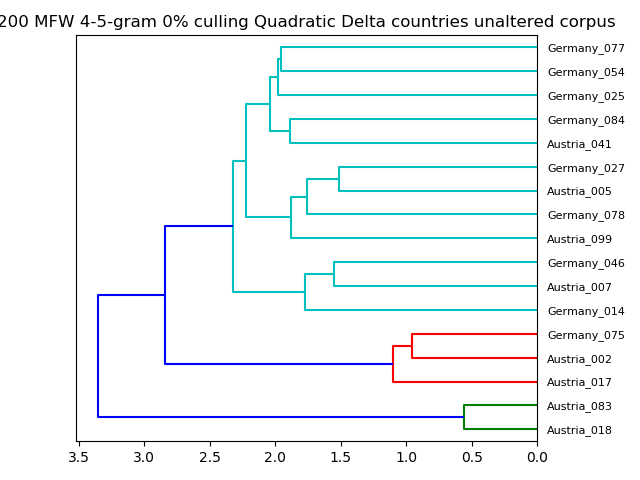 200 MFW 4-5-gram 0% culling Quadratic Delta countries unaltered corpus
Germany_077
Germany_054
Germany_025
Germany_084
Austria_041
Germany_027
Austria_005
Germany_078
Austria_099
Germany_046
Austria_007
Germany_014
Germany_075
Austria_002
Austria_017
Austria_083
Austria_018
3.5 3.0 2.5 2.0 1.5 1.0 0.5 0.0